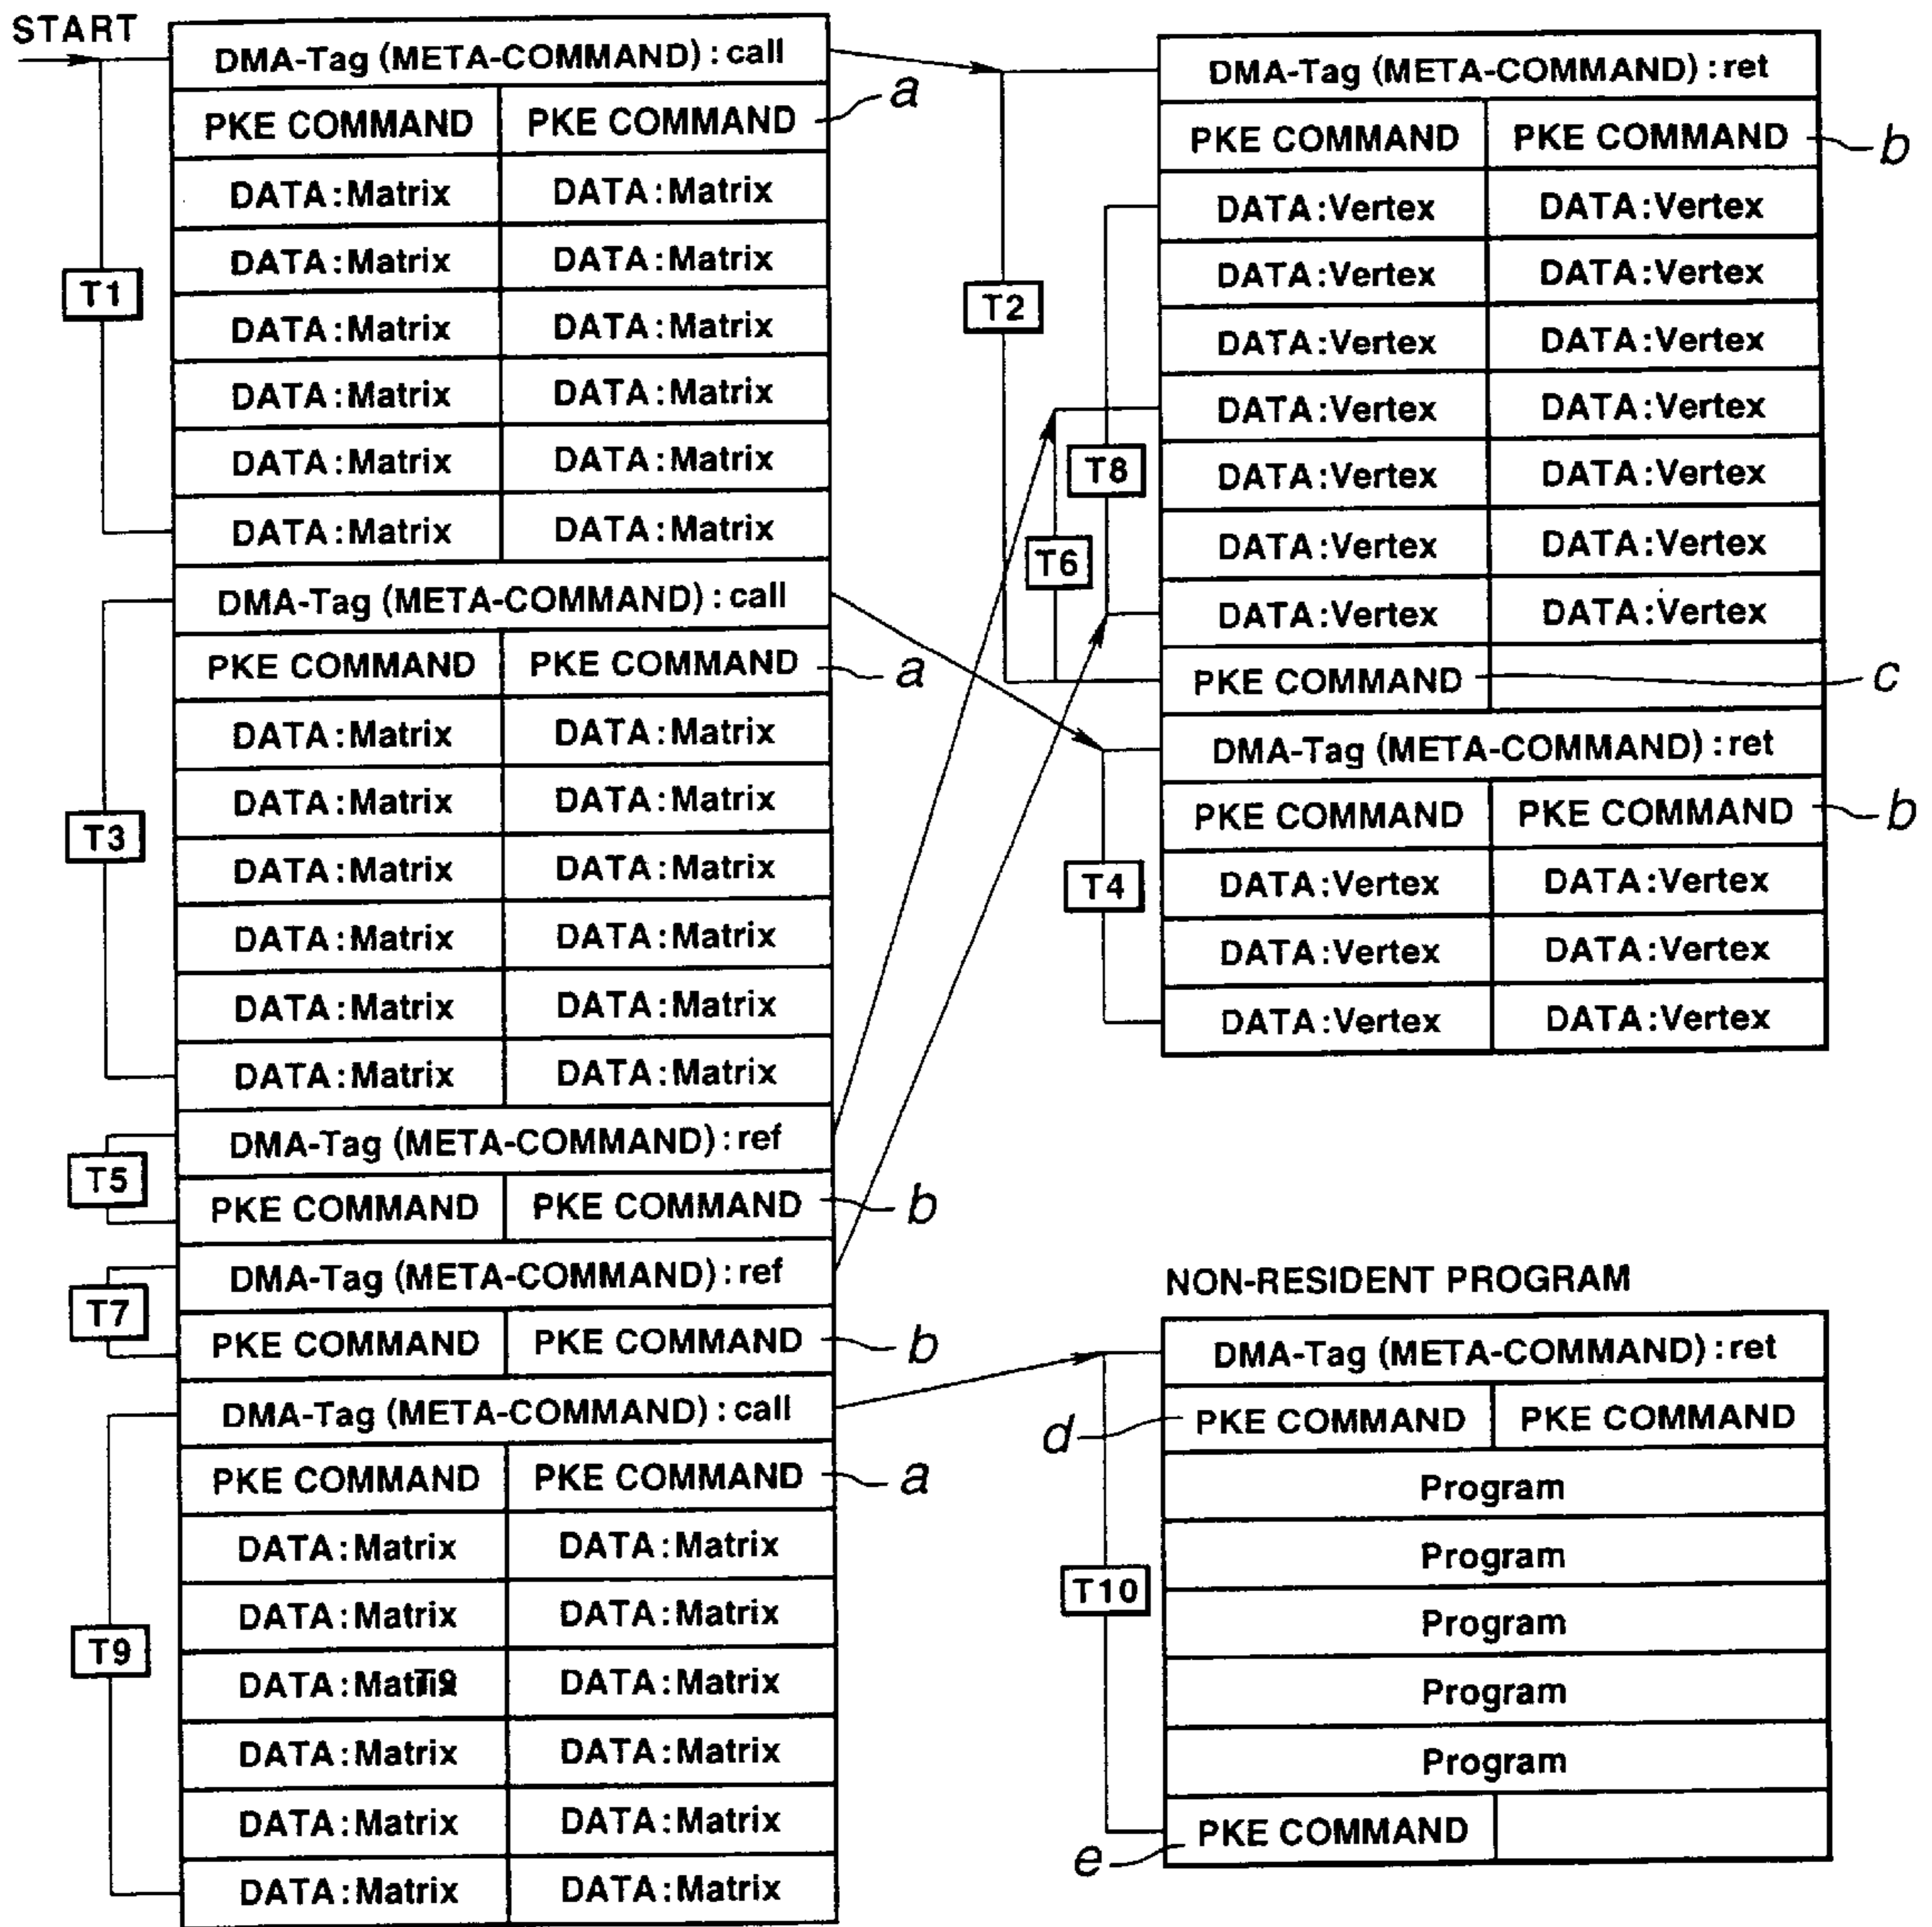 START
DMA-Tag (META-COMMAND) : call
PKE COMMAND PKE COMMAND a
DATA:Matrix DATA:Matrix
DATA:Matrix DATA:Matrix
T1
DATA:Matrix DATA:Matrix
DATA:Matrix DATA:Matrix
DATA:Matrix DATA:Matrix
DATA:Matrix DATA:Matrix
DMA-Tag (META-COMMAND) : call
PKE COMMAND PKE COMMAND a
DATA:Matrix DATA:Matrix
DATA:Matrix DATA:Matrix
T3
DATA:Matrix DATA:Matrix
DATA:Matrix DATA:Matrix
DATA:Matrix DATA:Matrix
DATA:Matrix DATA:Matrix
DMA-Tag (META-COMMAND) : ref
T5
PKE COMMAND PKE COMMAND b
DMA-Tag (META-COMMAND) : ref
T7
PKE COMMAND PKE COMMAND b
DMA-Tag (META-COMMAND) : call
PKE COMMAND PKE COMMAND a
DATA:Matrix DATA:Matrix
DATA:Matrix DATA:Matrix
T9
DATA:Matrix DATA:Matrix
DATA:Matrix DATA:Matrix
DATA:Matrix DATA:Matrix
DATA:Matrix DATA:Matrix
DMA-Tag (META-COMMAND) : ret
PKE COMMAND PKE COMMAND b
DATA:Vertex DATA:Vertex
DATA:Vertex DATA:Vertex
T2
DATA:Vertex DATA:Vertex
DATA:Vertex DATA:Vertex
T8
DATA:Vertex DATA:Vertex
T6
DATA:Vertex DATA:Vertex
DATA:Vertex DATA:Vertex
PKE COMMAND c
DMA-Tag (META-COMMAND) : ret
PKE COMMAND PKE COMMAND b
T4
DATA:Vertex DATA:Vertex
DATA:Vertex DATA:Vertex
DATA:Vertex DATA:Vertex
NON-RESIDENT PROGRAM
DMA-Tag (META-COMMAND) : ret
d PKE COMMAND PKE COMMAND
Program
Program
T10
Program
Program
Program
e PKE COMMAND